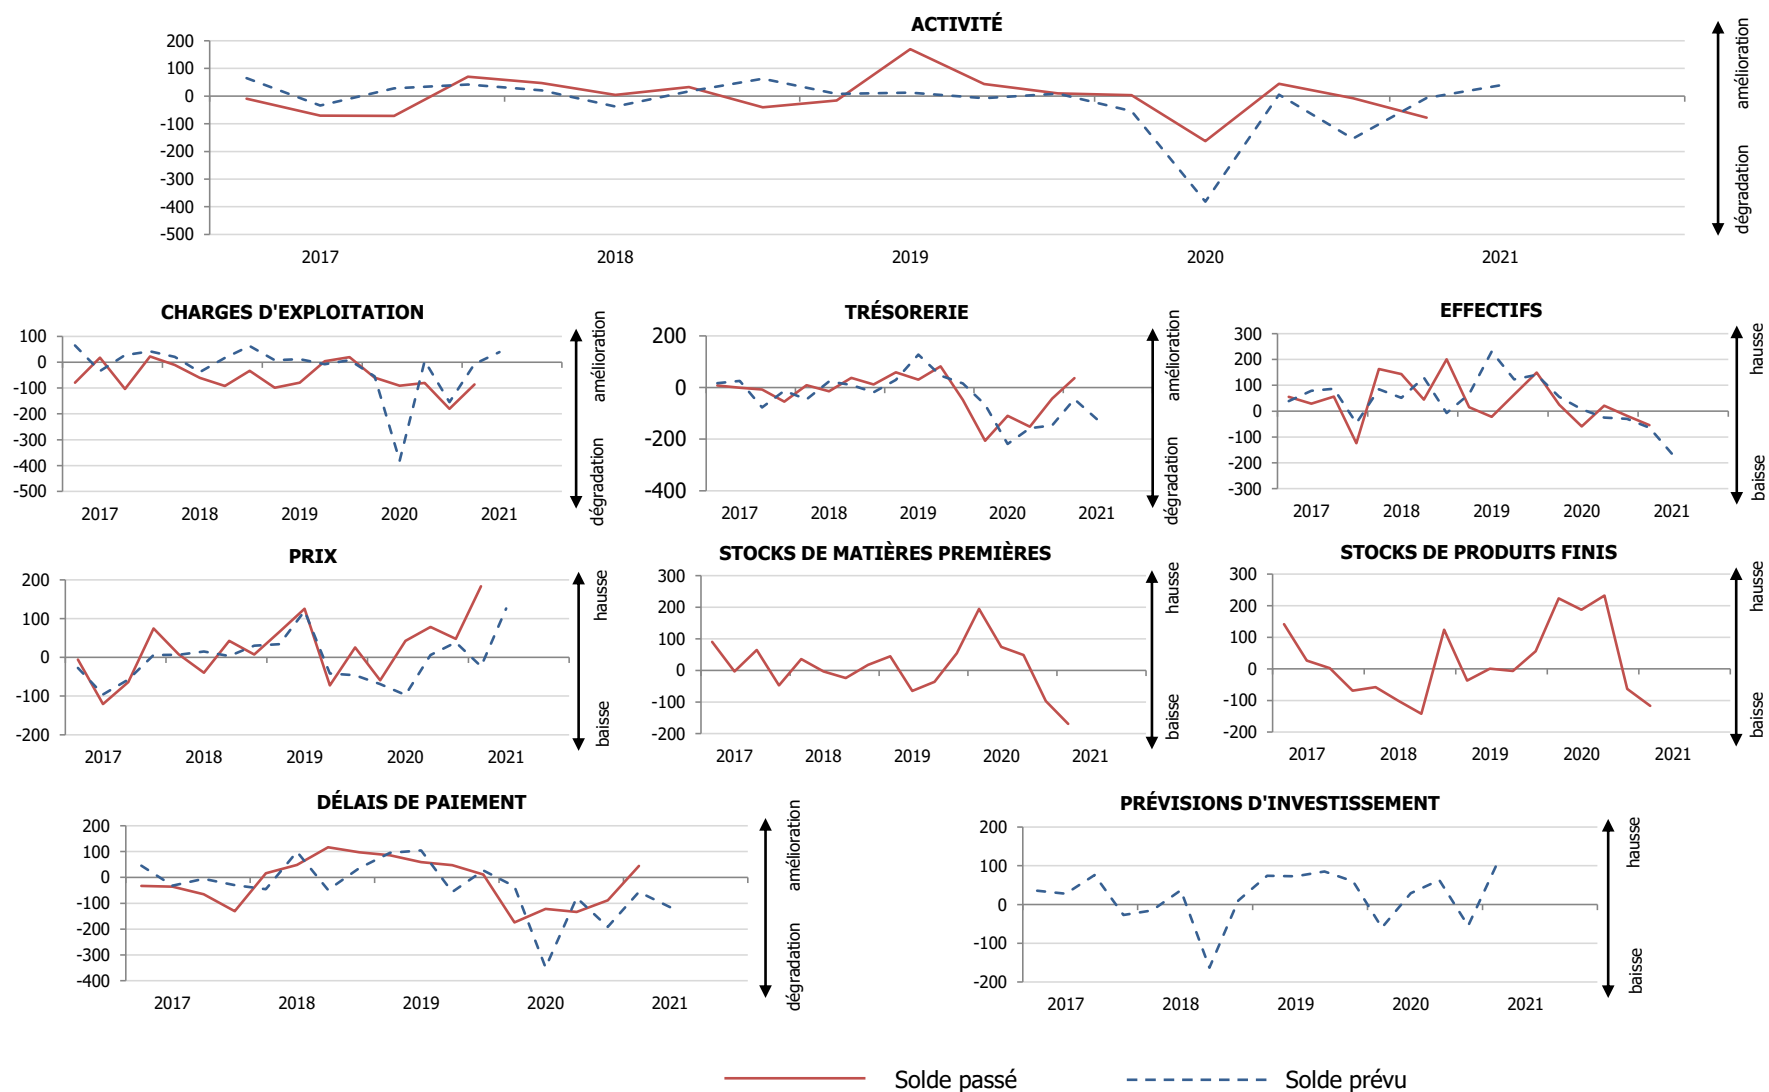 ACTIVITÉ
200
100
0
-100
-200
-300
-400
-500
2017 2018 2019 2020 2021
amélioration
dégradation
CHARGES D'EXPLOITATION
100
0
-100
-200
-300
-400
-500
2017 2018 2019 2020 2021
amélioration
dégradation
TRÉSORERIE
200
0
-200
-400
2017 2018 2019 2020 2021
amélioration
dégradation
EFFECTIFS
300
200
100
0
-100
-200
-300
2017 2018 2019 2020 2021
hausse
baisse
PRIX
200
100
0
-100
-200
2017 2018 2019 2020 2021
hausse
baisse
STOCKS DE MATIÈRES PREMIÈRES
300
200
100
0
-100
-200
2017 2018 2019 2020 2021
hausse
baisse
STOCKS DE PRODUITS FINIS
300
200
100
0
-100
-200
2017 2018 2019 2020 2021
hausse
baisse
DÉLAIS DE PAIEMENT
200
100
0
-100
-200
-300
-400
2017 2018 2019 2020 2021
amélioration
dégradation
PRÉVISIONS D'INVESTISSEMENT
200
100
0
-100
-200
2017 2018 2019 2020 2021
hausse
baisse
Solde passé Solde prévu